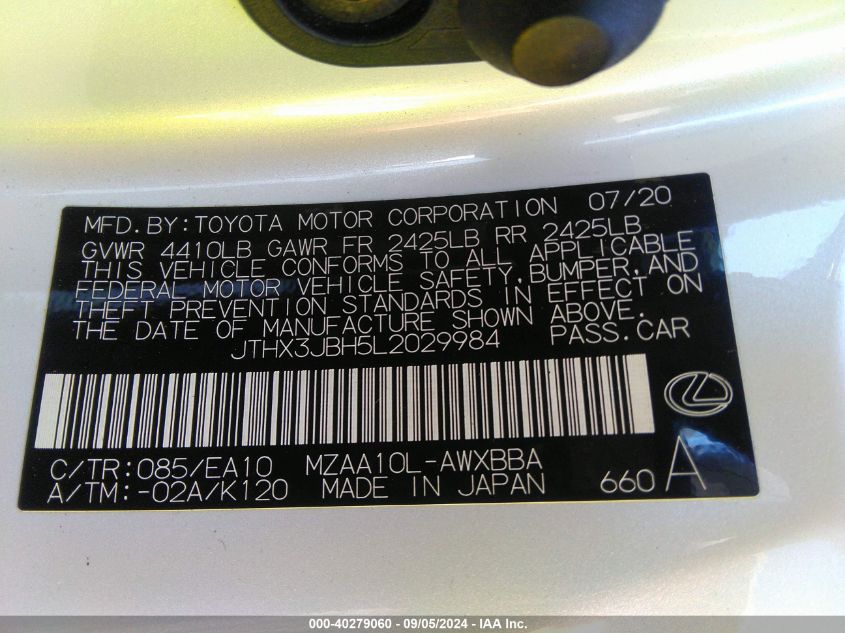 MFD. BY: TOYOTA MOTOR CORPORATION 07/20
GVWR 4410LB GAWR FR 2425LB RR 2425LB
THIS VEHICLE CONFORMS TO ALL APPLICABLE
FEDERAL MOTOR VEHICLE SAFETY, BUMPER, AND
THEFT PREVENTION STANDARDS IN EFFECT ON
THE DATE OF MANUFACTURE SHOWN ABOVE.
JTHX3JBH5L2029984 PASS. CAR
C/TR: 085/EA10 MZAA10L-AWXBBA
A/TM: -02A/K120 MADE IN JAPAN 660 A
000-40279060 - 09/05/2024 - IAA Inc.